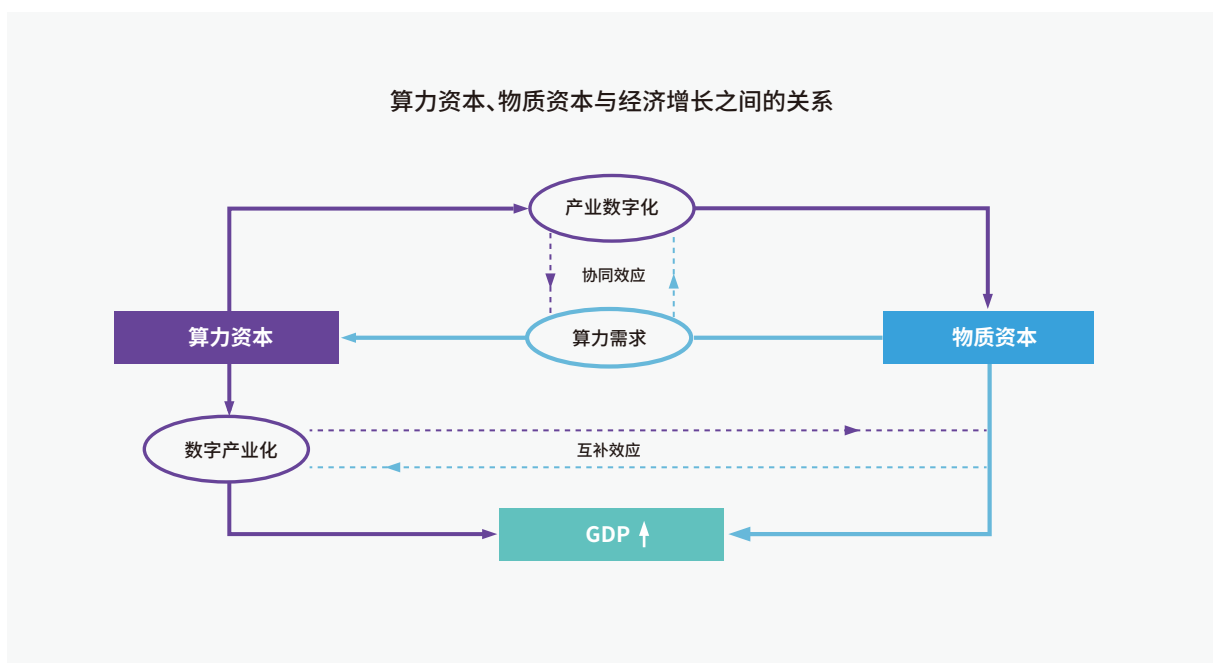 算力资本、物质资本与经济增长之间的关系
产业数字化
协同效应
算力资本
算力需求
物质资本
数字产业化
互补效应
GDP